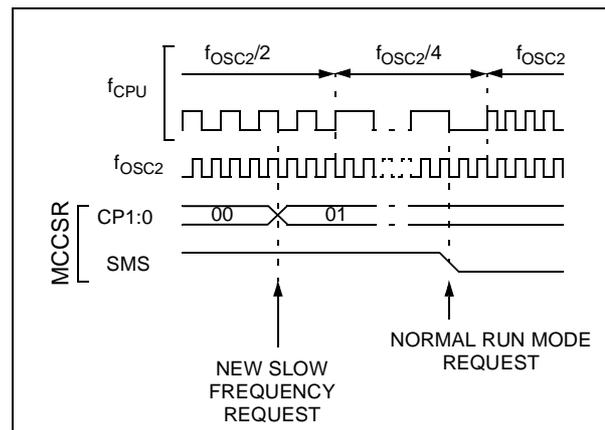 fOSC2/2 fOSC2/4 fOSC2
fCPU
fOSC2
MCCSR
CP1:0 00 01
SMS
NEW SLOW
FREQUENCY
REQUEST
NORMAL RUN MODE
REQUEST